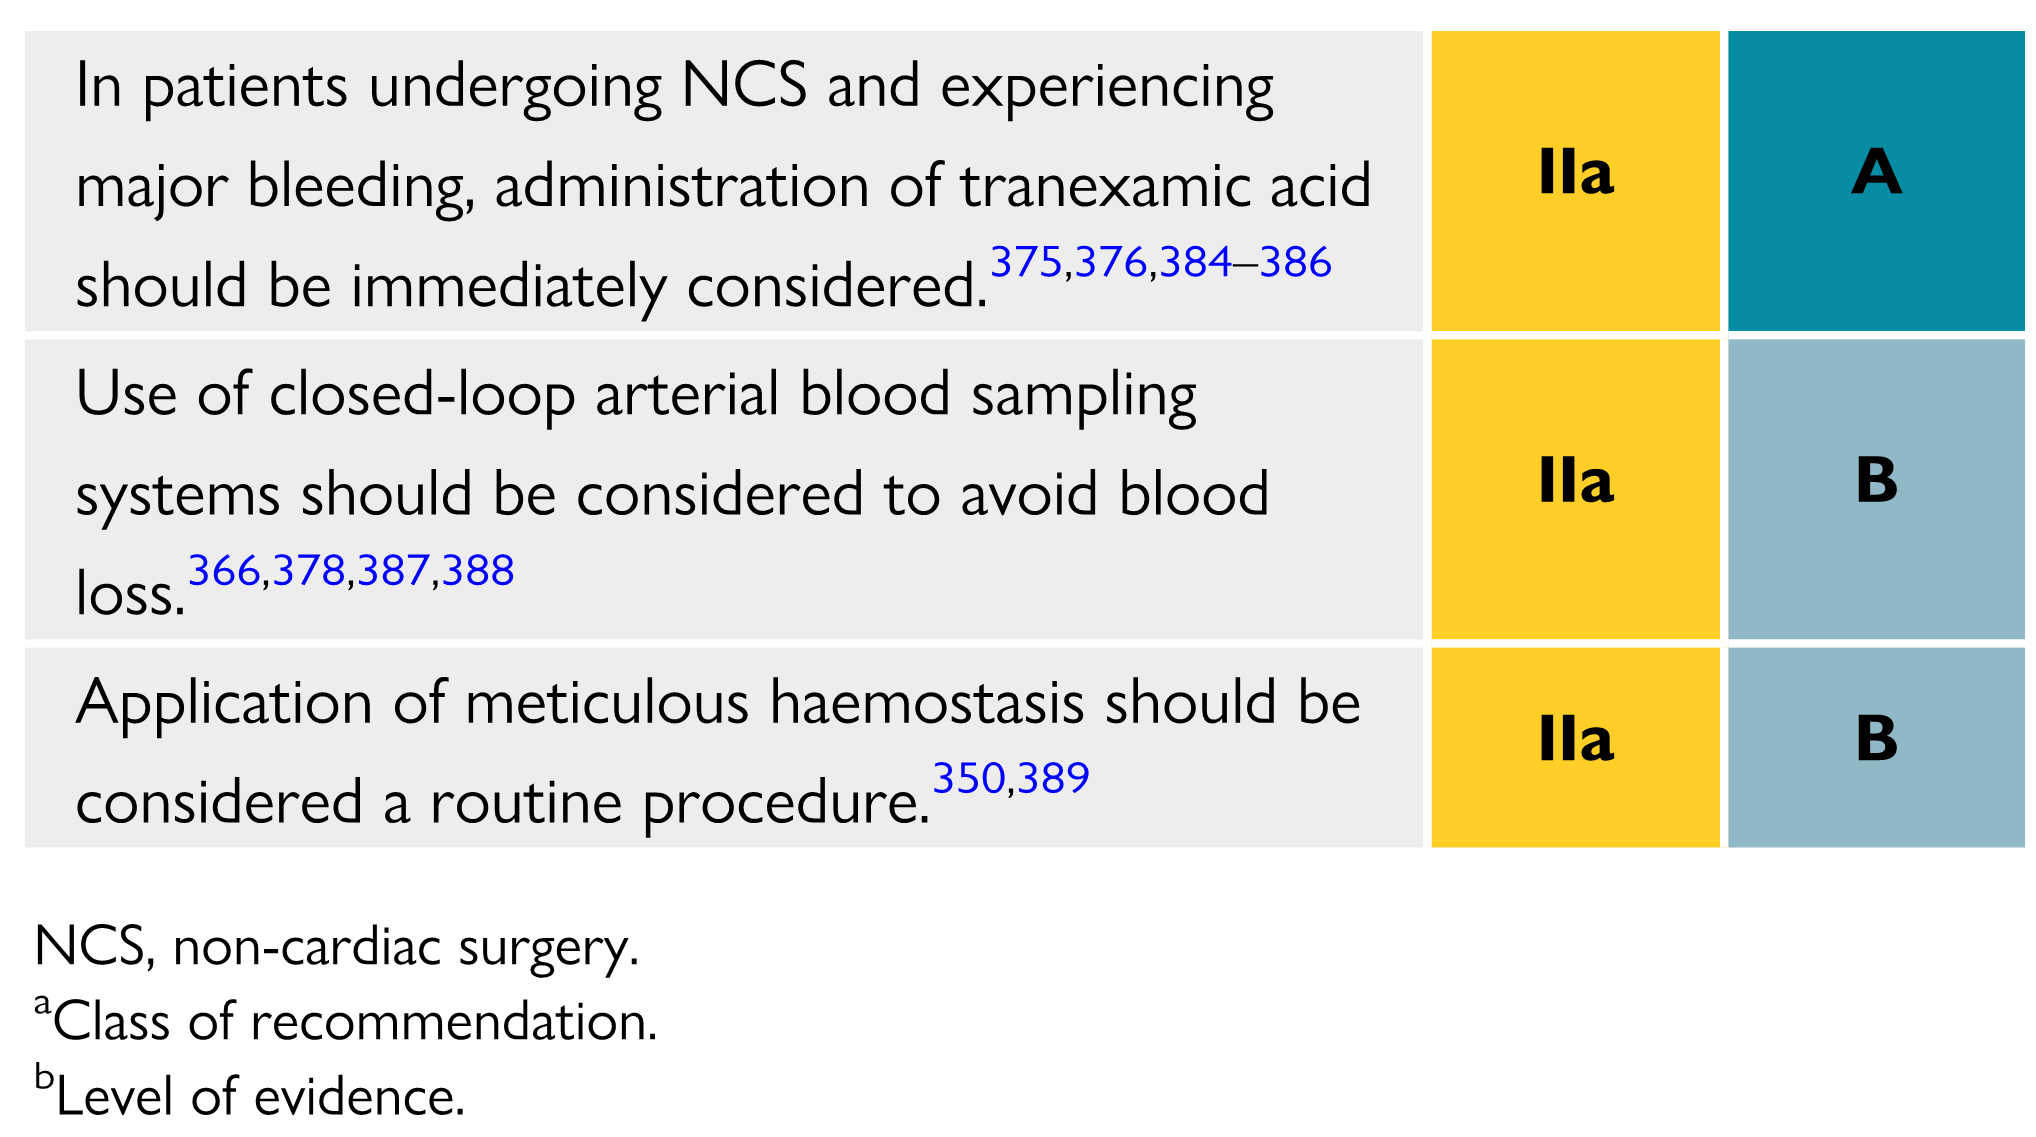 In patients undergoing NCS and experiencing
major bleeding, administration of tranexamic acid
should be immediately considered.375,376,384–386
IIa
A
Use of closed-loop arterial blood sampling
systems should be considered to avoid blood
loss.366,378,387,388
IIa
B
Application of meticulous haemostasis should be
considered a routine procedure.350,389
IIa
B
NCS, non-cardiac surgery.
aClass of recommendation.
bLevel of evidence.